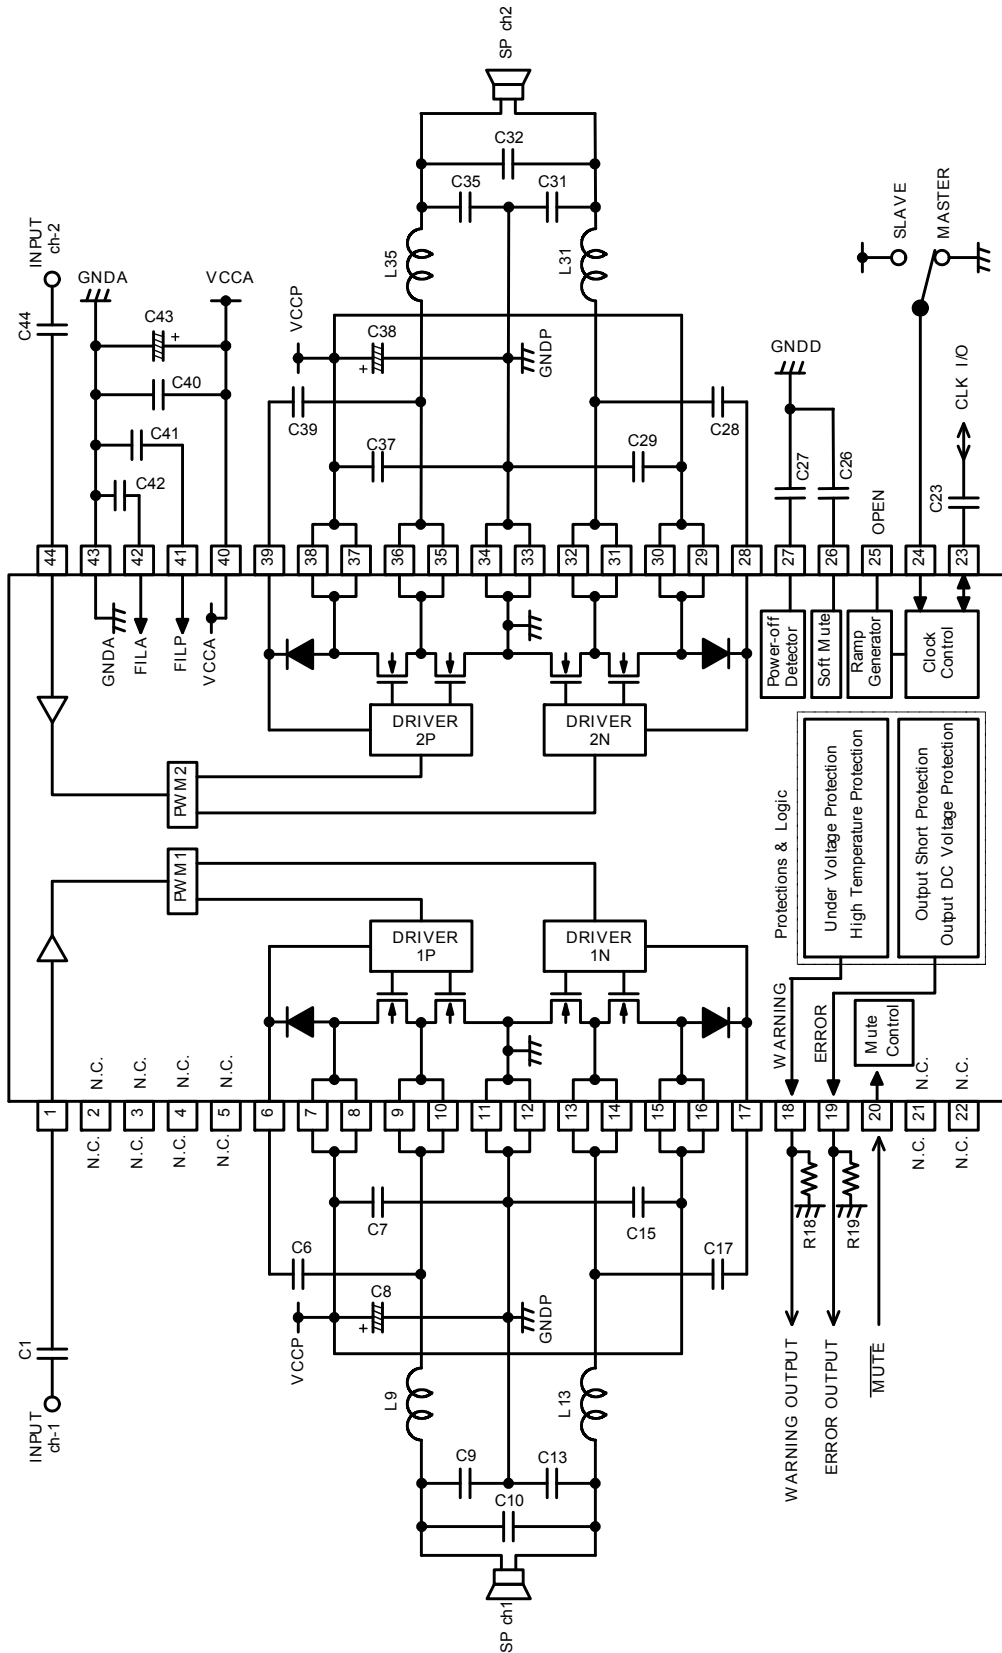 INPUT
ch-1
C1
1
N.C.
2
N.C.
N.C.
3
N.C.
N.C.
4
N.C.
N.C.
5
N.C.
6
7
8
9
10
11
12
13
14
15
16
17
18
19
20
N.C.
21
N.C.
N.C.
22
N.C.
VCCP
C6
C7
C8
+
GNDP
C15
C17
L9
L13
C9
C13
C10
SP ch1
R18
R19
WARNING OUTPUT
ERROR OUTPUT
MUTE
WARNING
ERROR
Mute
Control
PWM1
DRIVER
1P
DRIVER
1N
PWM2
DRIVER
2P
DRIVER
2N
Protections & Logic
Under Voltage Protection
High Temperature Protection
Output Short Protection
Output DC Voltage Protection
GNDA
FILA
FILP
VCCA
Power-off
Detector
Soft Mute
Ramp
Generator
Clock
Control
44
43
42
41
40
39
38
37
36
35
34
33
32
31
30
29
28
27
26
25
24
23
C44
INPUT
ch-2
GNDA
C43
+
C40
C41
C42
VCCA
VCCP
C39
C38
+
C37
GNDP
C29
C28
L35
L31
C35
C31
C32
SP ch2
GNDD
C27
C26
OPEN
C23
CLK I/O
SLAVE
MASTER